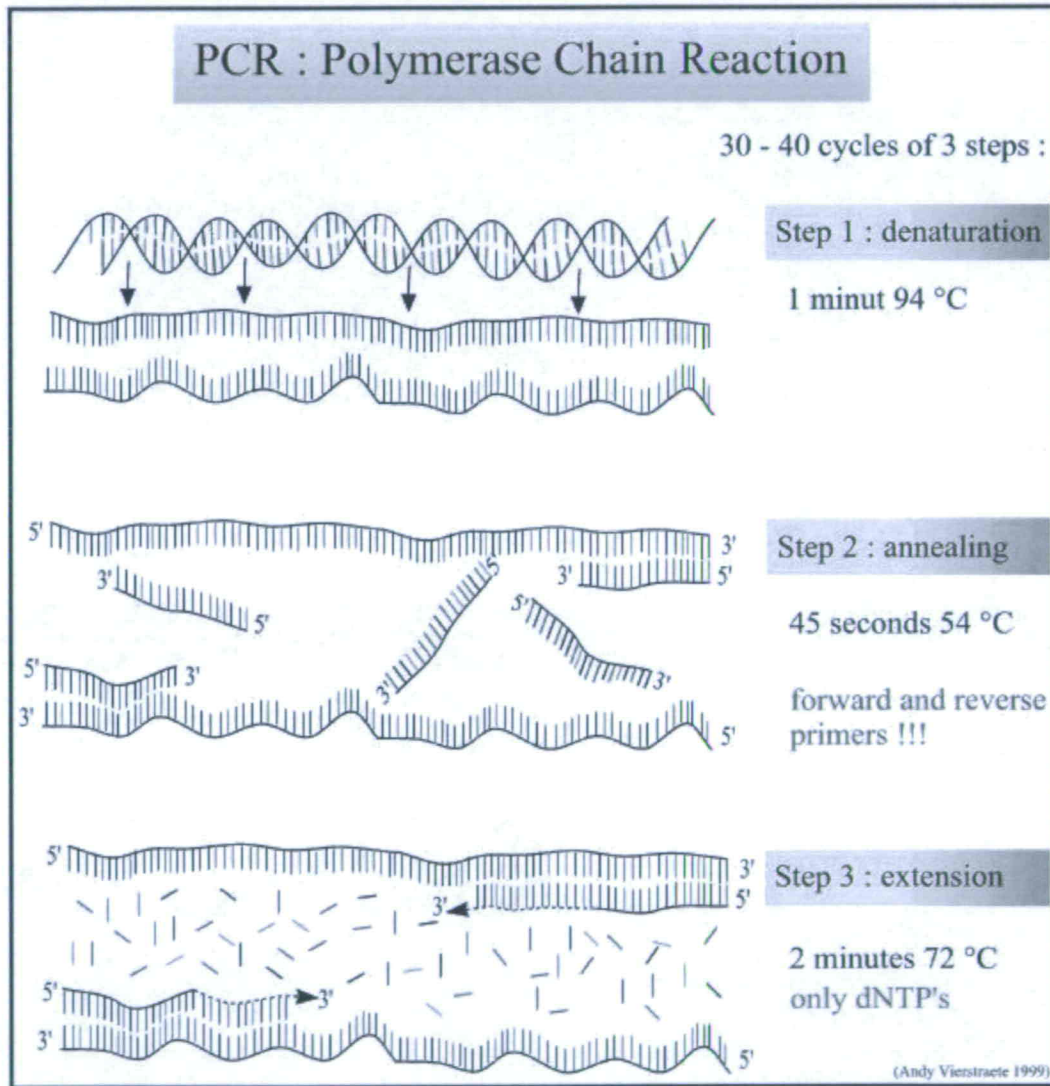 PCR : Polymerase Chain Reaction
30 - 40 cycles of 3 steps :
Step 1 : denaturation
1 minut 94 °C
5'
3'
Step 2 : annealing
3'
5'
3'
5'
5'
5'
45 seconds 54 °C
5'
3'
3'
3'
3'
forward and reverse
primers !!!
5'
5'
3'
Step 3 : extension
3'
5'
2 minutes 72 °C
only dNTP's
5'
3'
3'
5'
(Andy Vierstraete 1999)